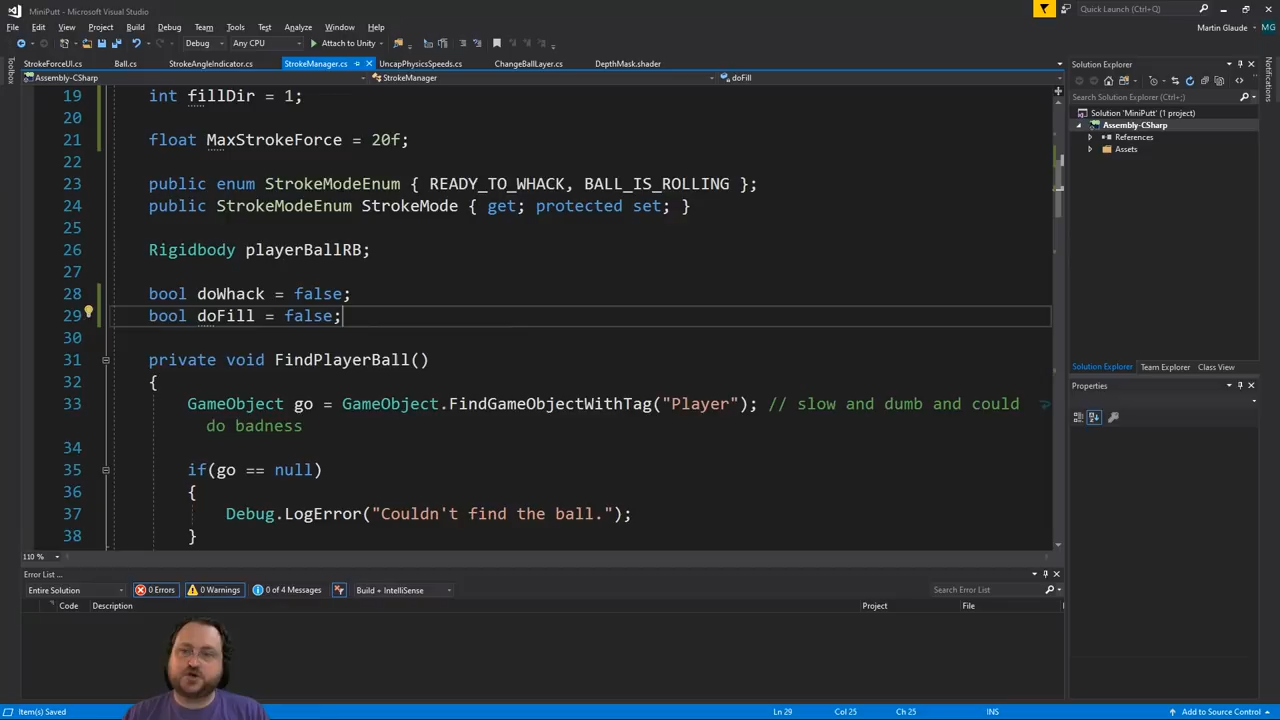 MiniPutt - Microsoft Visual Studio
Quick Launch (Ctrl+Q)
File Edit View Project Build Debug Team Tools Test Analyze Window Help
Martin Glaude MG
Debug Any CPU Attach to Unity
Toolbox
StrokeForceUI.cs Ball.cs StrokeAngleIndicator.cs StrokeManager.cs UncapPhysicsSpeeds.cs ChangeBallLayer.cs DepthMask.shader
Assembly-CSharp StrokeManager doFill
19 int fillDir = 1;
20
21 float MaxStrokeForce = 20f;
22
23 public enum StrokeModeEnum { READY_TO_WHACK, BALL_IS_ROLLING };
24 public StrokeModeEnum StrokeMode { get; protected set; }
25
26 Rigidbody playerBallRB;
27
28 bool doWhack = false;
29 bool doFill = false;
30
31 private void FindPlayerBall()
32 {
33 GameObject go = GameObject.FindGameObjectWithTag("Player"); // slow and dumb and could
do badness
34
35 if(go == null)
36 {
37 Debug.LogError("Couldn't find the ball.");
38 }
110 %
Solution Explorer
Search Solution Explorer (Ctrl+;)
Solution 'MiniPutt' (1 project)
Assembly-CSharp
References
Assets
Solution Explorer Team Explorer Class View
Properties
Notifications
Error List ...
Entire Solution 0 Errors 0 Warnings 0 of 4 Messages Build + IntelliSense Search Error List
Code Description Project File
Item(s) Saved Ln 29 Col 25 Ch 25 INS Add to Source Control